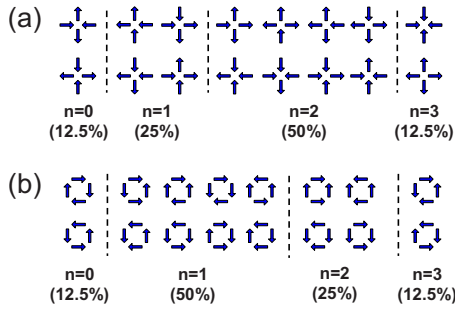 (a)
n=0 n=1 n=2 n=3
(12.5%) (25%) (50%) (12.5%)
(b)
n=0 n=1 n=2 n=3
(12.5%) (50%) (25%) (12.5%)